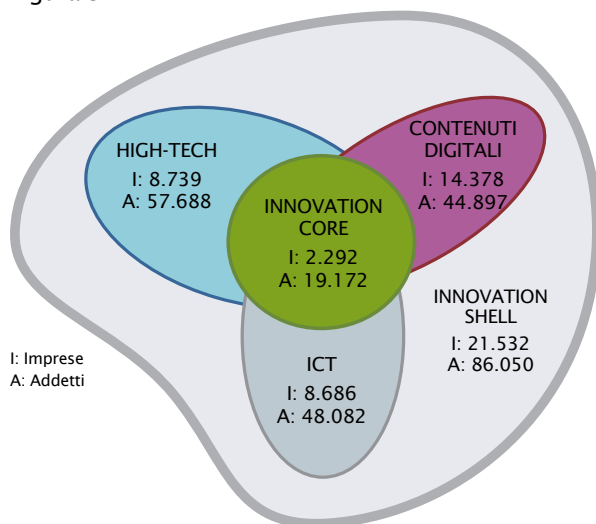 HIGH-TECH
I: 8.739
A: 57.688
CONTENUTI
DIGITALI
I: 14.378
A: 44.897
INNOVATION
CORE
I: 2.292
A: 19.172
INNOVATION
SHELL
I: 21.532
A: 86.050
I: Imprese
A: Addetti
ICT
I: 8.686
A: 48.082